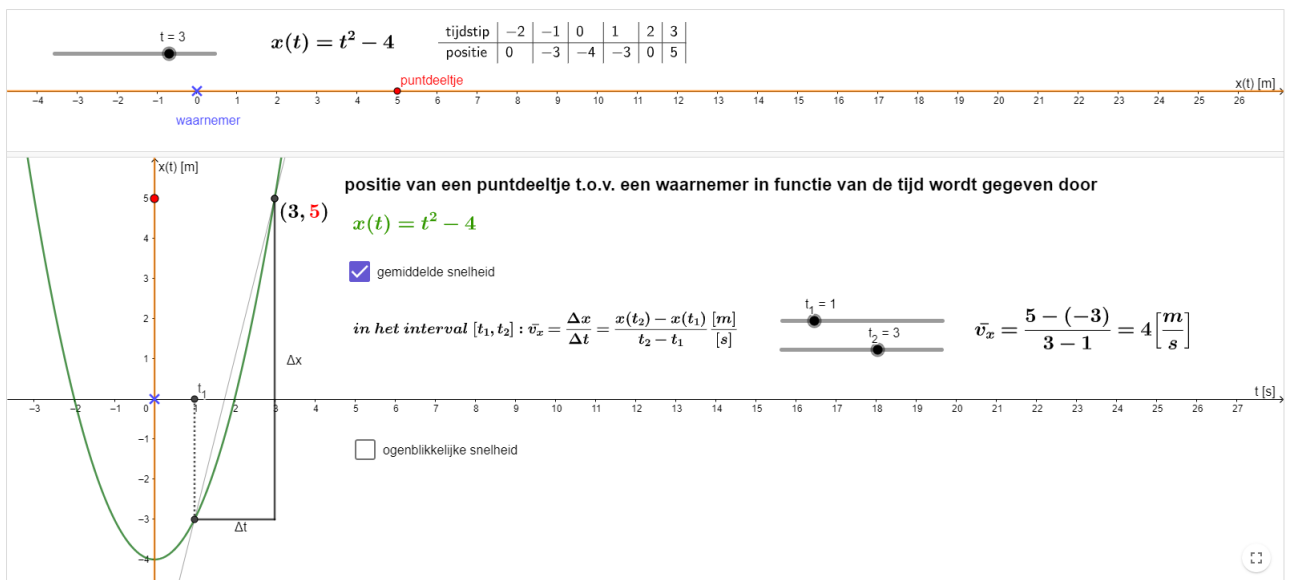 t = 3
x(t) = t² − 4
tijdstip −2 −1 0 1 2 3
positie 0 −3 −4 −3 0 5
puntdeeltje
x(t) [m]
−4 −3 −2 −1 0 1 2 3 4 5 6 7 8 9 10 11 12 13 14 15 16 17 18 19 20 21 22 23 24 25 26
waarnemer
x(t) [m]
positie van een puntdeeltje t.o.v. een waarnemer in functie van de tijd wordt gegeven door
5
(3, 5)
x(t) = t² − 4
4
gemiddelde snelheid
3
in het interval [t₁, t₂] : v̄ₓ = Δx/Δt = (x(t₂) − x(t₁))/(t₂ − t₁) [m]/[s]
t₁ = 1
t₂ = 3
v̄ₓ = (5 − (−3))/(3 − 1) = 4[m/s]
2
1
Δx
t₁
t [s]
−3 −2 −1 0 1 2 3 4 5 6 7 8 9 10 11 12 13 14 15 16 17 18 19 20 21 22 23 24 25 26 27
−1
ogenblikkelijke snelheid
−2
−3
Δt
−4